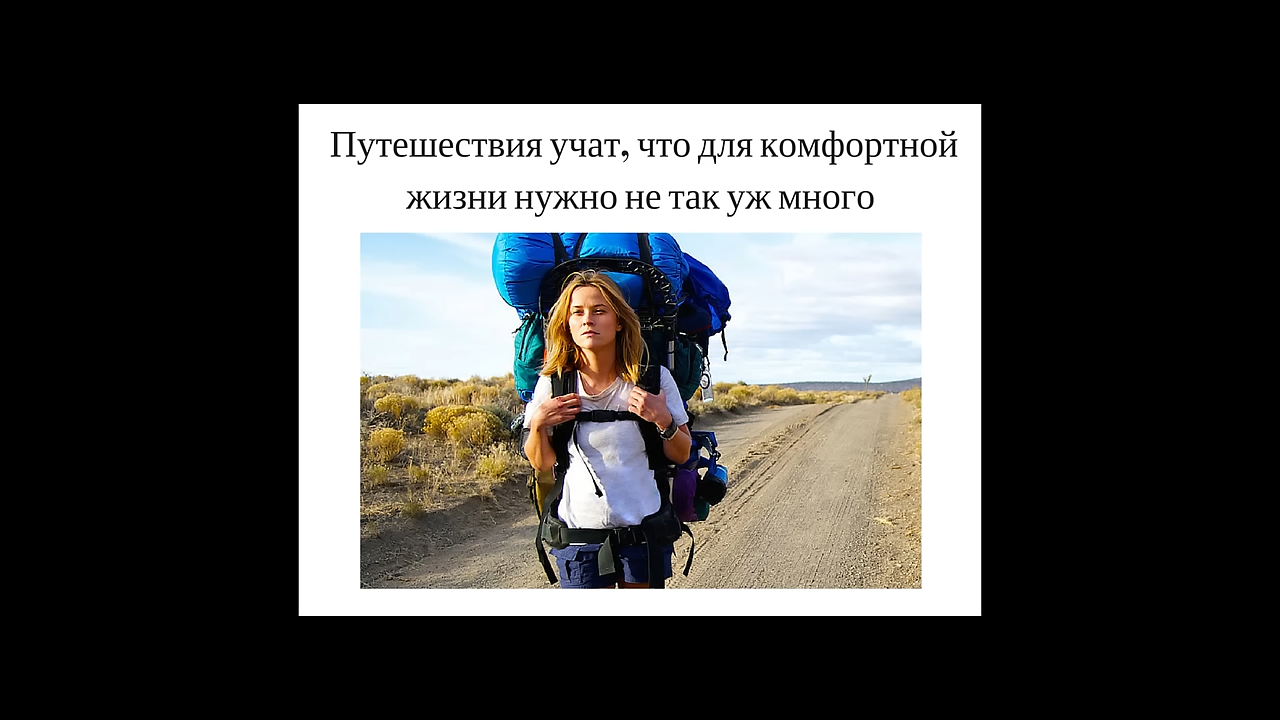 Путешествия учат, что для комфортной
жизни нужно не так уж много